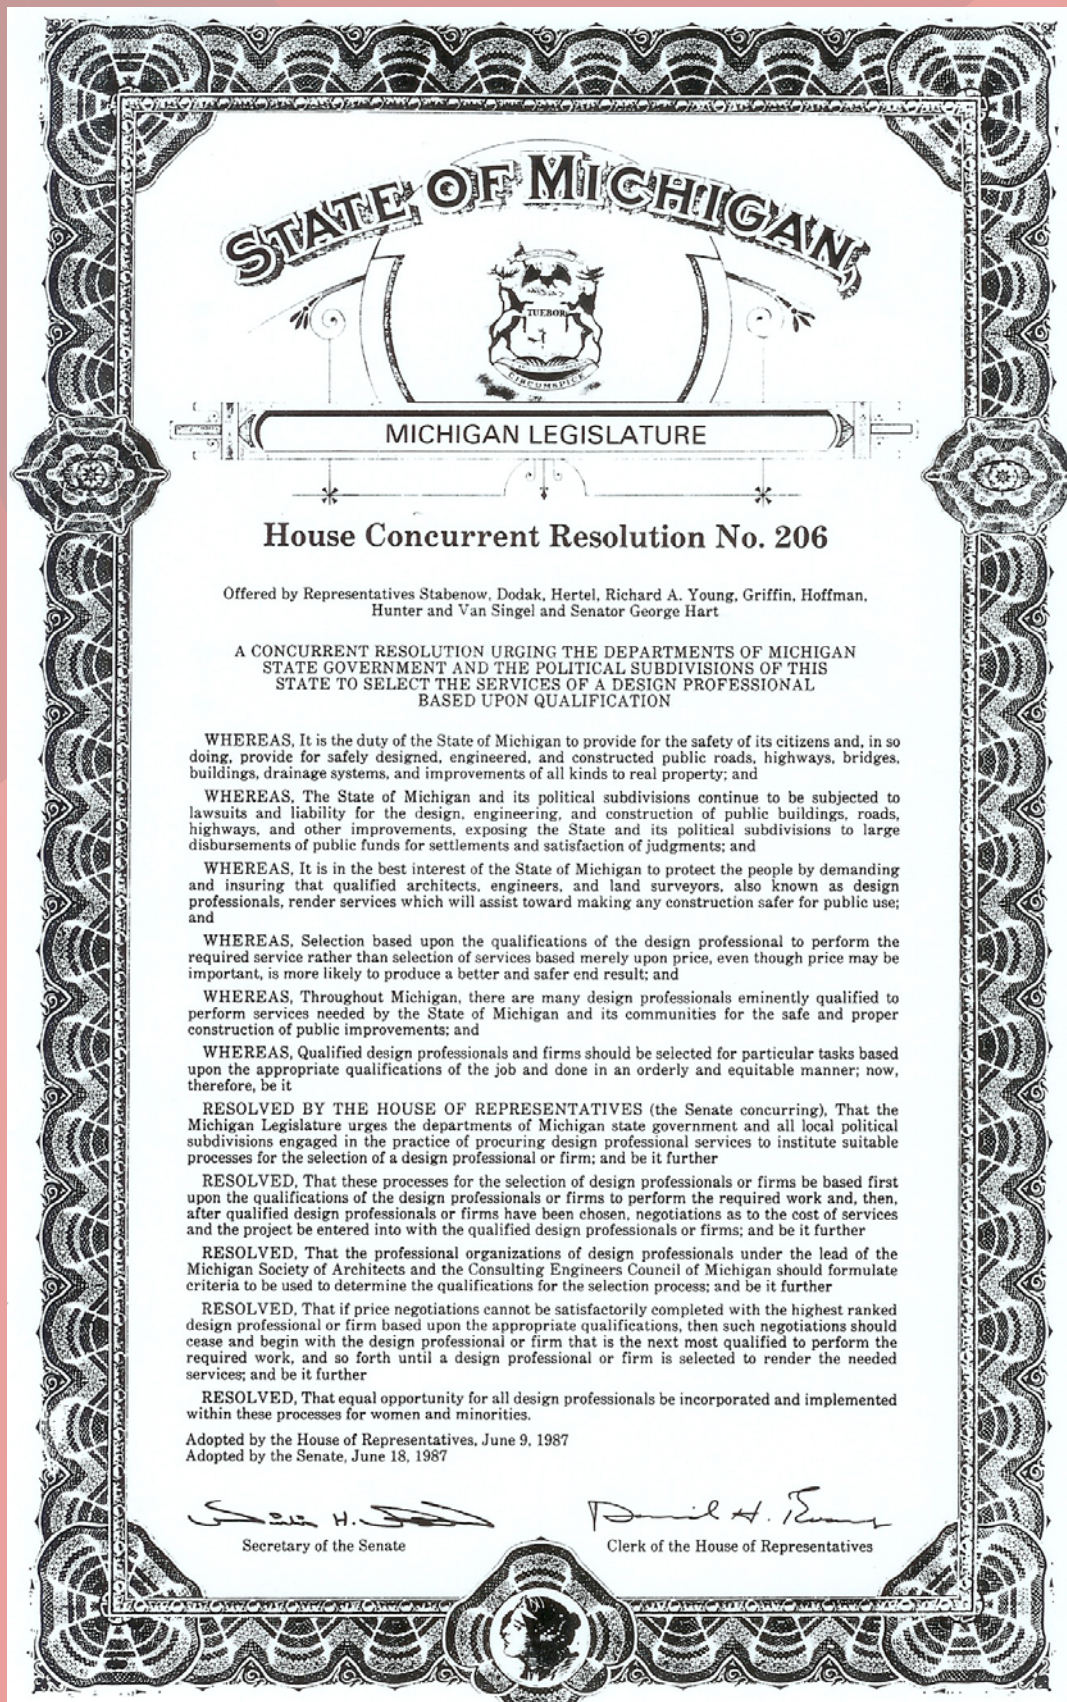 STATE OF MICHIGAN
TUEBOR
CIRCUMSPICE
MICHIGAN LEGISLATURE
House Concurrent Resolution No. 206
Offered by Representatives Stabenow, Dodak, Hertel, Richard A. Young, Griffin, Hoffman,
Hunter and Van Singel and Senator George Hart
A CONCURRENT RESOLUTION URGING THE DEPARTMENTS OF MICHIGAN
STATE GOVERNMENT AND THE POLITICAL SUBDIVISIONS OF THIS
STATE TO SELECT THE SERVICES OF A DESIGN PROFESSIONAL
BASED UPON QUALIFICATION
WHEREAS, It is the duty of the State of Michigan to provide for the safety of its citizens and, in so
doing, provide for safely designed, engineered, and constructed public roads, highways, bridges,
buildings, drainage systems, and improvements of all kinds to real property; and
WHEREAS, The State of Michigan and its political subdivisions continue to be subjected to
lawsuits and liability for the design, engineering, and construction of public buildings, roads,
highways, and other improvements, exposing the State and its political subdivisions to large
disbursements of public funds for settlements and satisfaction of judgments; and
WHEREAS, It is in the best interest of the State of Michigan to protect the people by demanding
and insuring that qualified architects, engineers, and land surveyors, also known as design
professionals, render services which will assist toward making any construction safer for public use;
and
WHEREAS, Selection based upon the qualifications of the design professional to perform the
required service rather than selection of services based merely upon price, even though price may be
important, is more likely to produce a better and safer end result; and
WHEREAS, Throughout Michigan, there are many design professionals eminently qualified to
perform services needed by the State of Michigan and its communities for the safe and proper
construction of public improvements; and
WHEREAS, Qualified design professionals and firms should be selected for particular tasks based
upon the appropriate qualifications of the job and done in an orderly and equitable manner; now,
therefore, be it
RESOLVED BY THE HOUSE OF REPRESENTATIVES (the Senate concurring), That the
Michigan Legislature urges the departments of Michigan state government and all local political
subdivisions engaged in the practice of procuring design professional services to institute suitable
processes for the selection of a design professional or firm; and be it further
RESOLVED, That these processes for the selection of design professionals or firms be based first
upon the qualifications of the design professionals or firms to perform the required work and, then,
after qualified design professionals or firms have been chosen, negotiations as to the cost of services
and the project be entered into with the qualified design professionals or firms; and be it further
RESOLVED, That the professional organizations of design professionals under the lead of the
Michigan Society of Architects and the Consulting Engineers Council of Michigan should formulate
criteria to be used to determine the qualifications for the selection process; and be it further
RESOLVED, That if price negotiations cannot be satisfactorily completed with the highest ranked
design professional or firm based upon the appropriate qualifications, then such negotiations should
cease and begin with the design professional or firm that is the next most qualified to perform the
required work, and so forth until a design professional or firm is selected to render the needed
services; and be it further
RESOLVED, That equal opportunity for all design professionals be incorporated and implemented
within these processes for women and minorities.
Adopted by the House of Representatives, June 9, 1987
Adopted by the Senate, June 18, 1987
Secretary of the Senate
Clerk of the House of Representatives